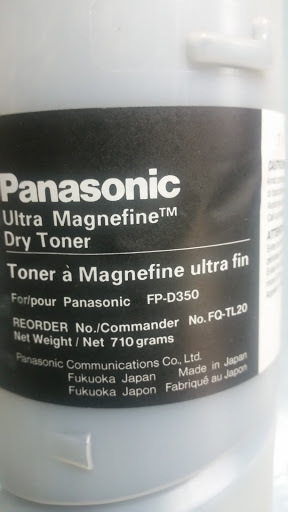 Panasonic
Ultra Magnefine™
Dry Toner
Toner à Magnefine ultra fin
For/pour Panasonic FP-D350
REORDER No./Commander No. FQ-TL20
Net Weight / Net 710 grams
Panasonic Communications Co., Ltd.
Fukuoka Japan Made in Japan
Fukuoka Japon Fabriqué au Japon